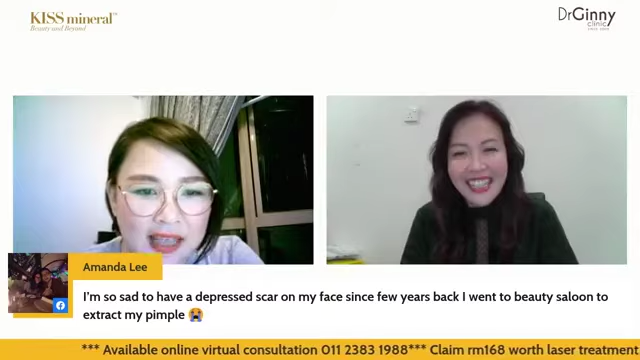 KISS mineral™
Beauty and Beyond
DrGinny
clinic
Amanda Lee
I'm so sad to have a depressed scar on my face since few years back I went to beauty saloon to
extract my pimple 😭
*** Available online virtual consultation 011 2383 1988*** Claim rm168 worth laser treatment